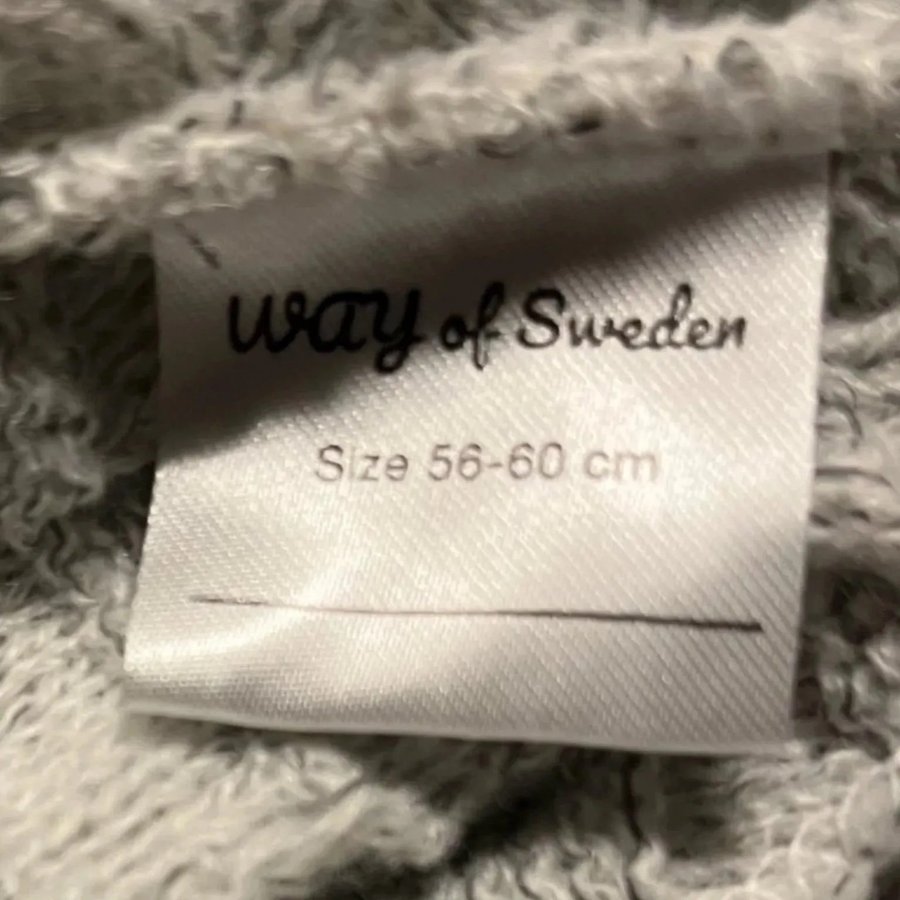 way of Sweden
Size 56-60 cm